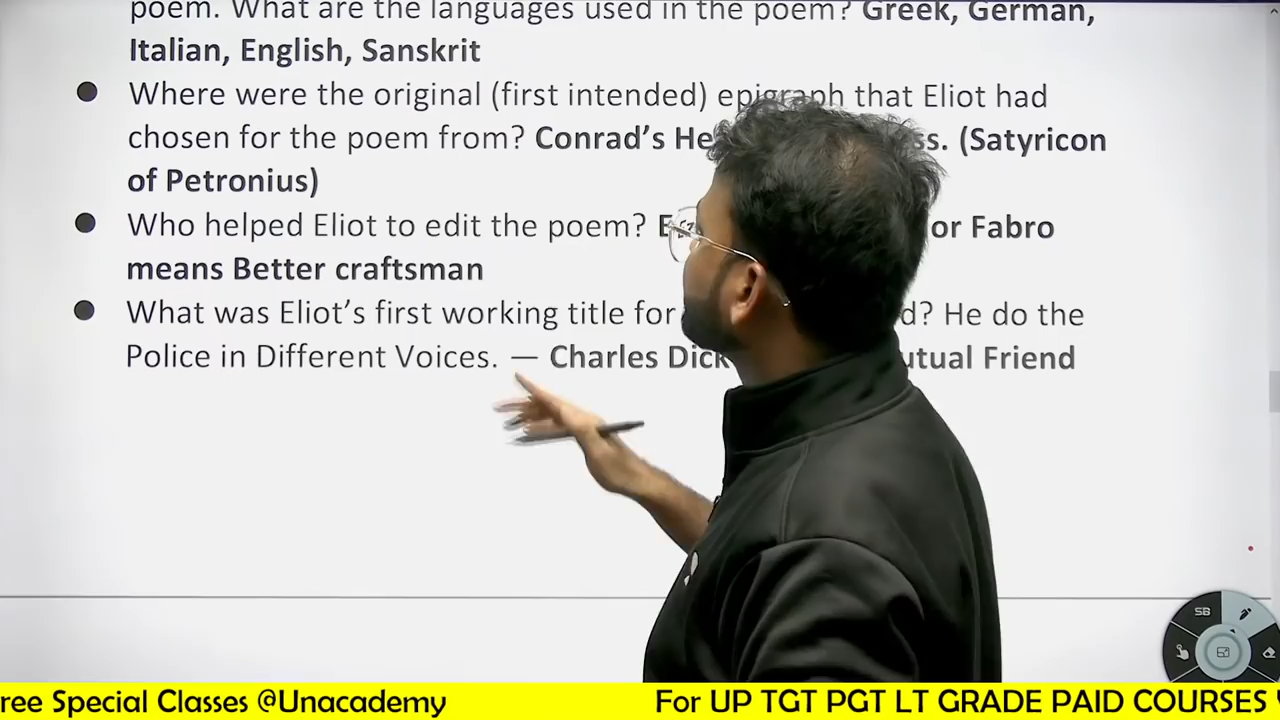 poem. What are the languages used in the poem? Greek, German,
Italian, English, Sanskrit
Where were the original (first intended) epigraph that Eliot had
chosen for the poem from? Conrad's He ss. (Satyricon
of Petronius)
Who helped Eliot to edit the poem? or Fabro
means Better craftsman
What was Eliot's first working title for d? He do the
Police in Different Voices. — Charles Dick utual Friend
SB
ree Special Classes @Unacademy For UP TGT PGT LT GRADE PAID COURSES